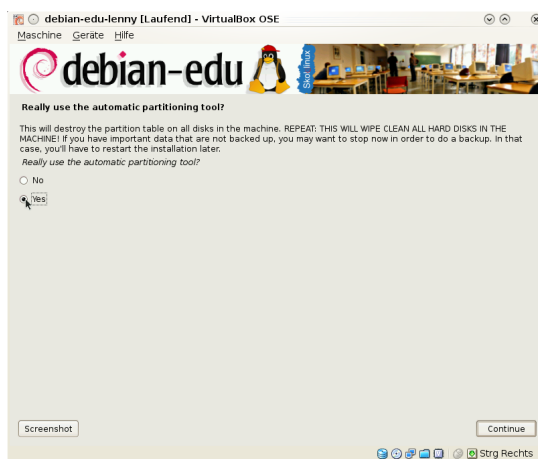 debian-edu-lenny [Laufend] - VirtualBox OSE
Maschine Geräte Hilfe
debian-edu
Skolelinux
Really use the automatic partitioning tool?
This will destroy the partition table on all disks in the machine. REPEAT: THIS WILL WIPE CLEAN ALL HARD DISKS IN THE
MACHINE! If you have important data that are not backed up, you may want to stop now in order to do a backup. In that
case, you'll have to restart the installation later.
Really use the automatic partitioning tool?
No
Yes
Screenshot
Continue
Strg Rechts